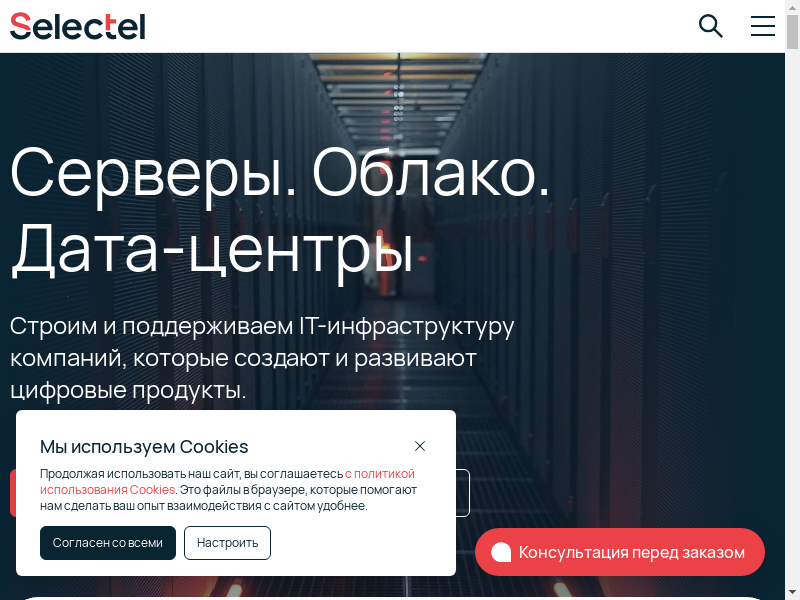 Selectel
Серверы. Облако.
Дата-центры
Строим и поддерживаем IT-инфраструктуру
компаний, которые создают и развивают
цифровые продукты.
Мы используем Cookies
Продолжая использовать наш сайт, вы соглашаетесь с политикой
использования Cookies. Это файлы в браузере, которые помогают
нам сделать ваш опыт взаимодействия с сайтом удобнее.
Согласен со всеми
Настроить
Консультация перед заказом